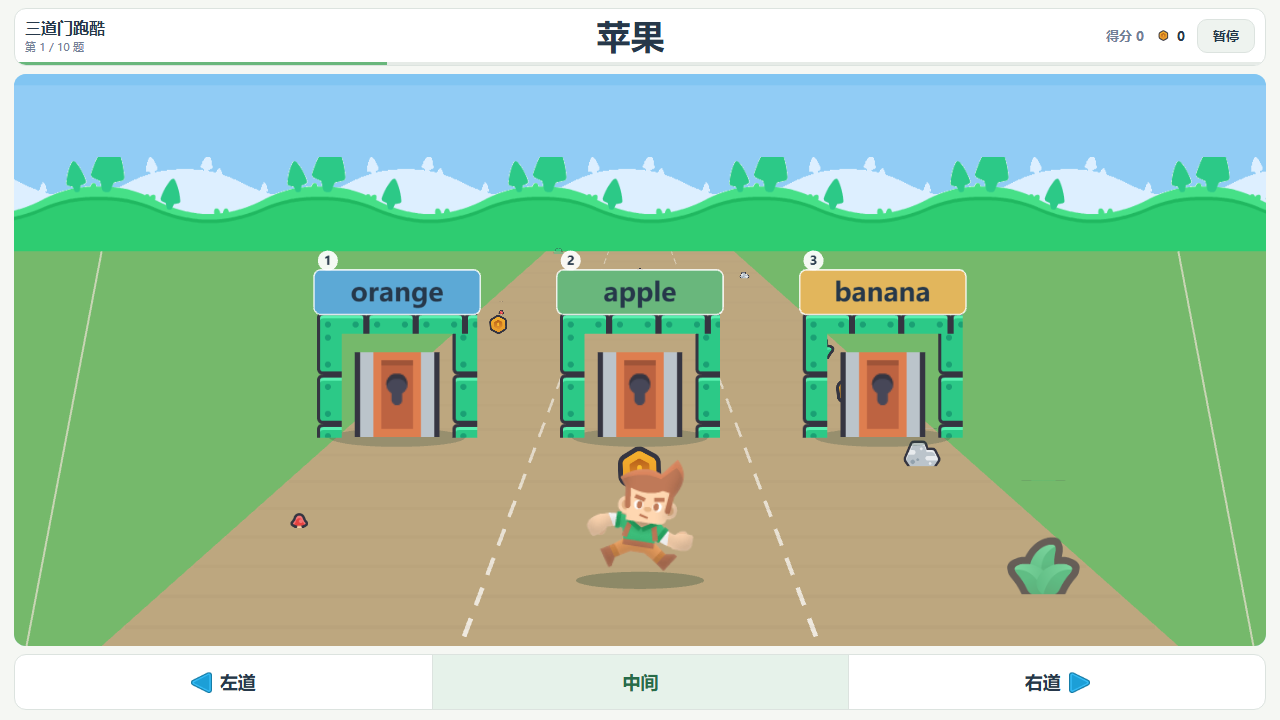 三道门跑酷
第 1 / 10 题
苹果
得分 0
0
暂停
1
2
3
orange
apple
banana
左道
中间
右道